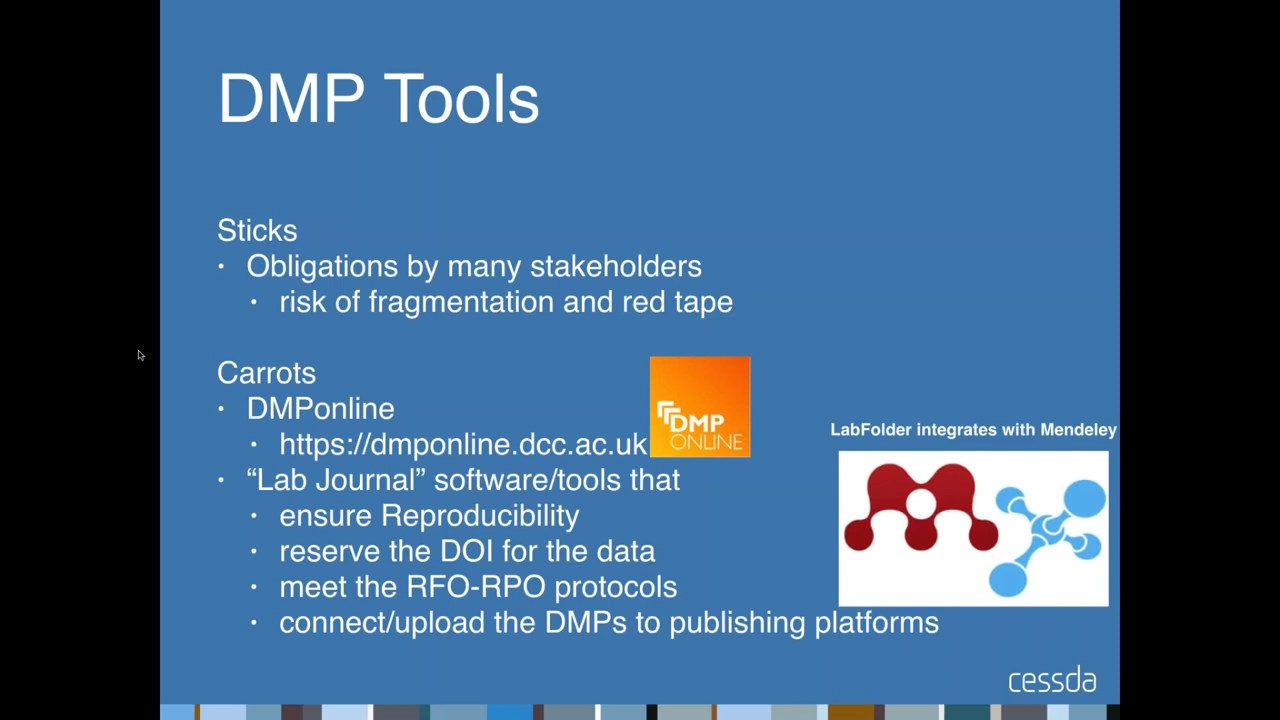 DMP Tools
Sticks
• Obligations by many stakeholders
• risk of fragmentation and red tape
Carrots
• DMPonline
• https://dmponline.dcc.ac.uk
DMP
ONLINE
LabFolder integrates with Mendeley
• “Lab Journal” software/tools that
• ensure Reproducibility
• reserve the DOI for the data
• meet the RFO-RPO protocols
• connect/upload the DMPs to publishing platforms
cessda